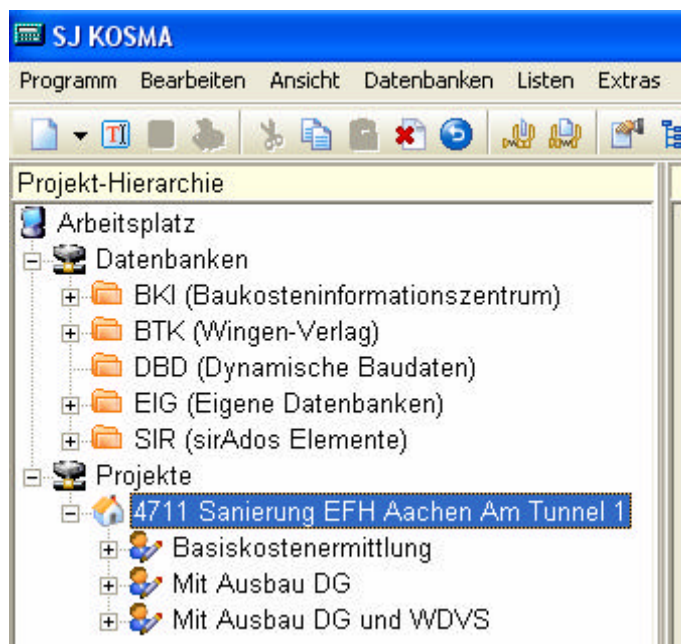 SJ KOSMA
Programm Bearbeiten Ansicht Datenbanken Listen Extras
Projekt-Hierarchie
Arbeitsplatz
Datenbanken
BKI (Baukosteninformationszentrum)
BTK (Wingen-Verlag)
DBD (Dynamische Baudaten)
EIG (Eigene Datenbanken)
SIR (sirAdos Elemente)
Projekte
4711 Sanierung EFH Aachen Am Tunnel 1
Basiskostenermittlung
Mit Ausbau DG
Mit Ausbau DG und WDVS